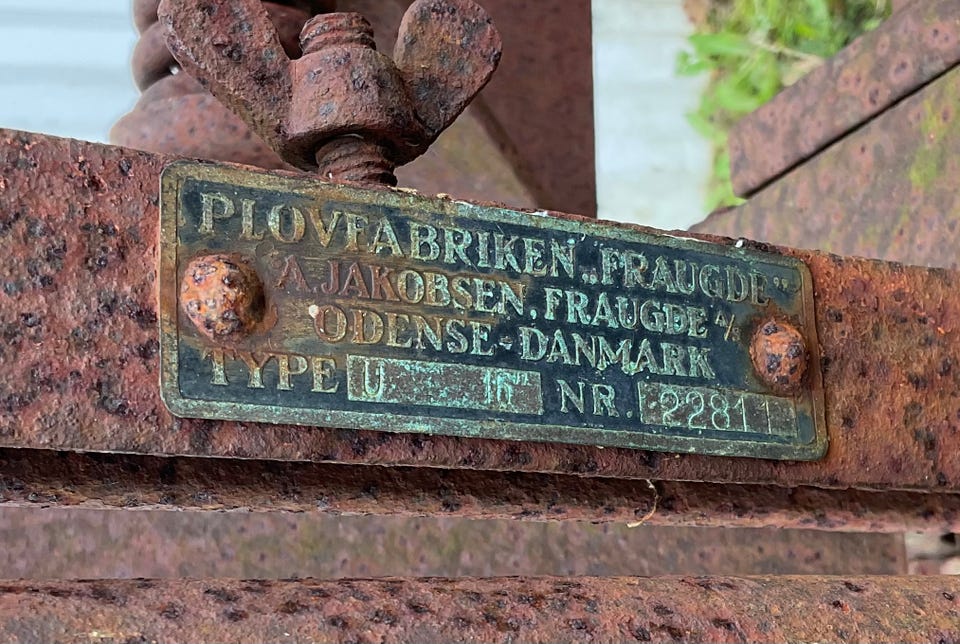 PLOVFABRIKEN „FRAUGDE“
A. JAKOBSEN, FRAUGDE A/
ODENSE-DANMARK
TYPE U 16 NR. 22811